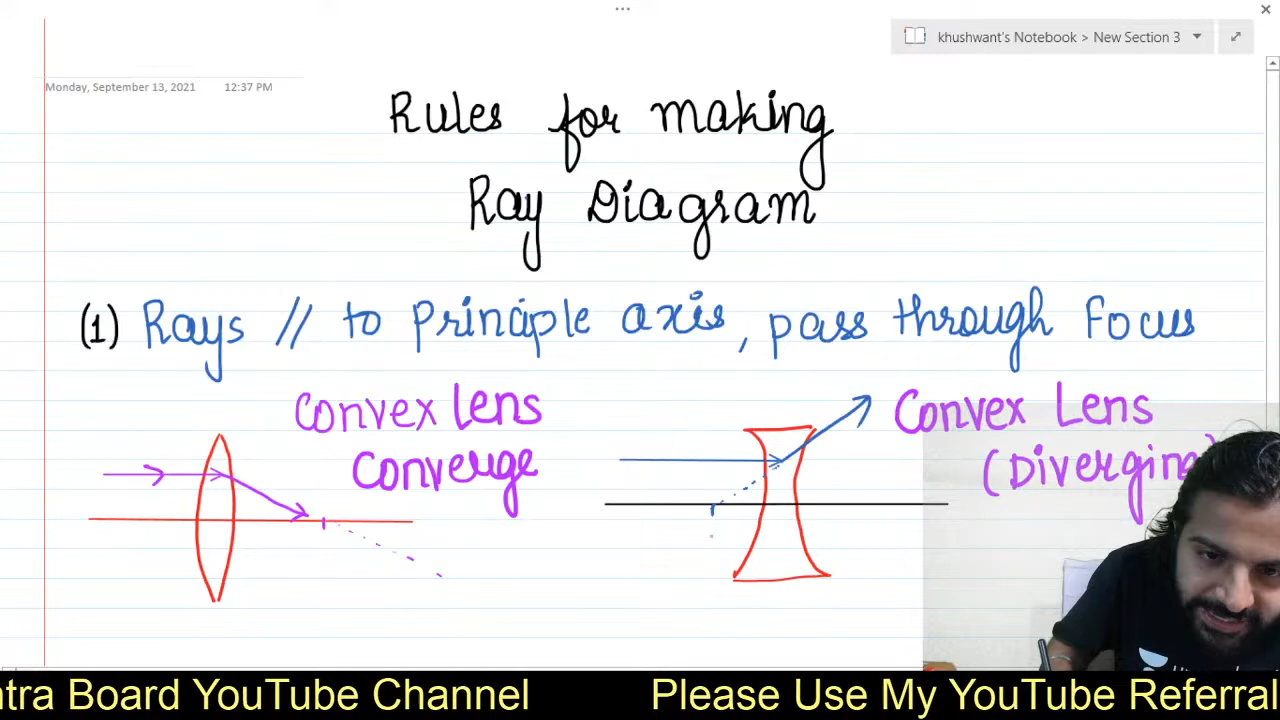 khushwant's Notebook > New Section 3
Monday, September 13, 2021 12:37 PM
Rules for making
Ray Diagram
(1) Rays // to Principle axis, pass through Focus
Convex Lens
Converge
Convex Lens
(Diverging)
ntra Board YouTube Channel Please Use My YouTube Referral